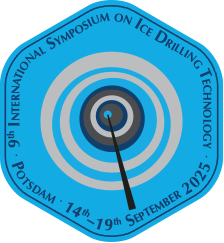 9th International Symposium on Ice Drilling Technology
· Potsdam · 14th–19th September 2025 ·